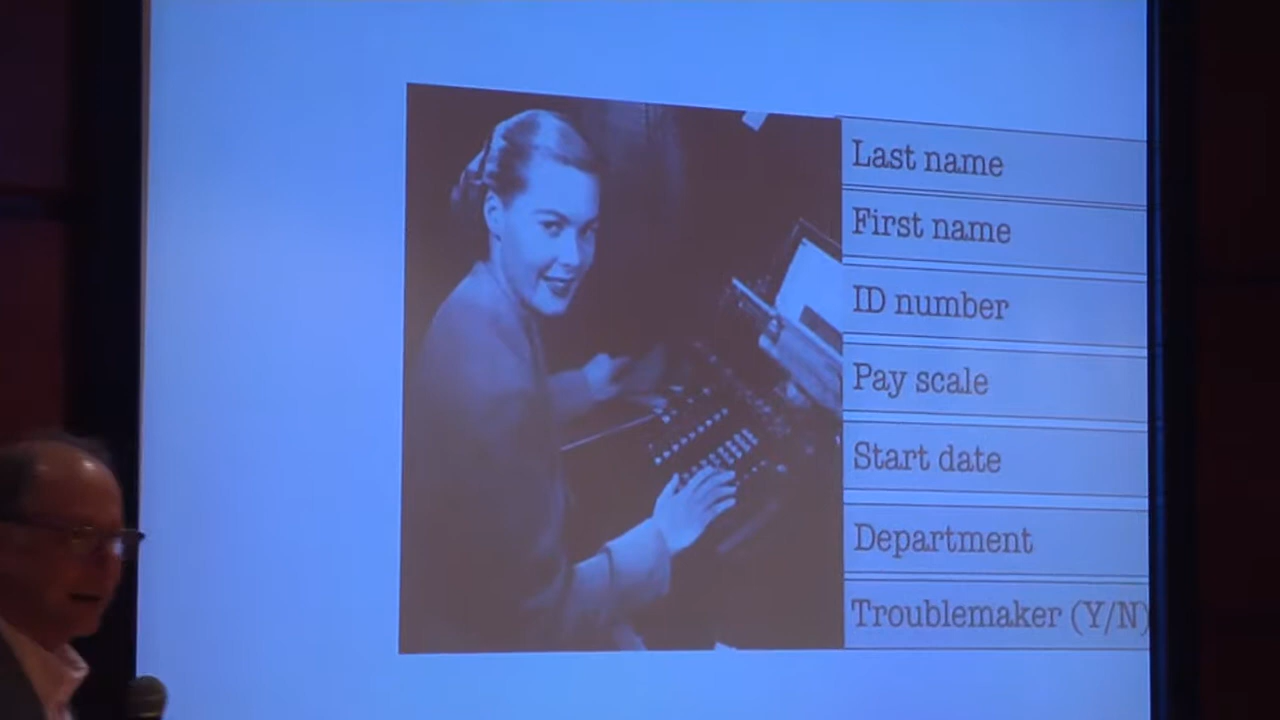 Last name
First name
ID number
Pay scale
Start date
Department
Troublemaker (Y/N)